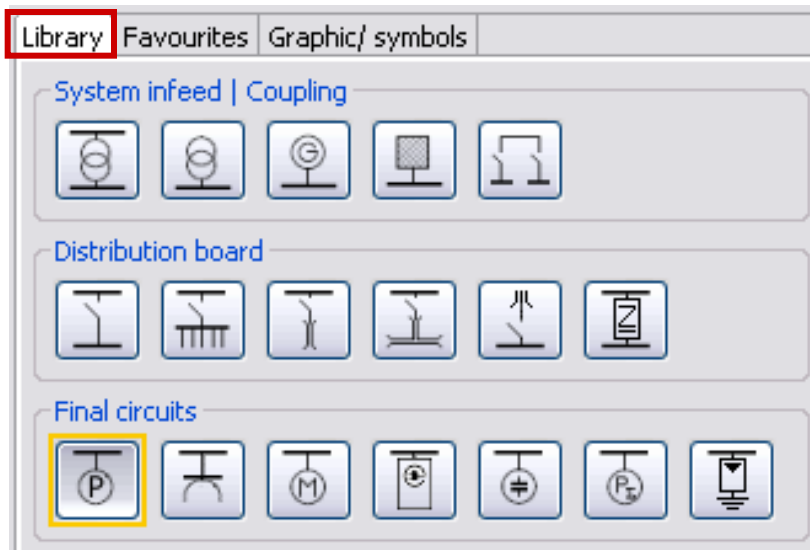 Library Favourites Graphic/ symbols
System infeed | Coupling
G
Distribution board
Z
Final circuits
P M G P